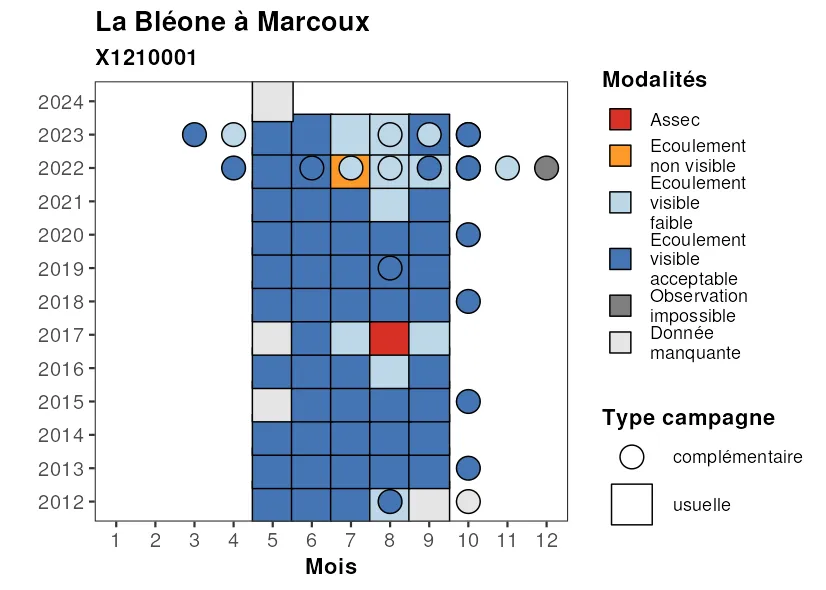 La Bléone à Marcoux
X1210001
2024
2023
2022
2021
2020
2019
2018
2017
2016
2015
2014
2013
2012
1 2 3 4 5 6 7 8 9 10 11 12
Mois
Modalités
Assec
Ecoulement
non visible
Ecoulement
visible
faible
Ecoulement
visible
acceptable
Observation
impossible
Donnée
manquante
Type campagne
complémentaire
usuelle